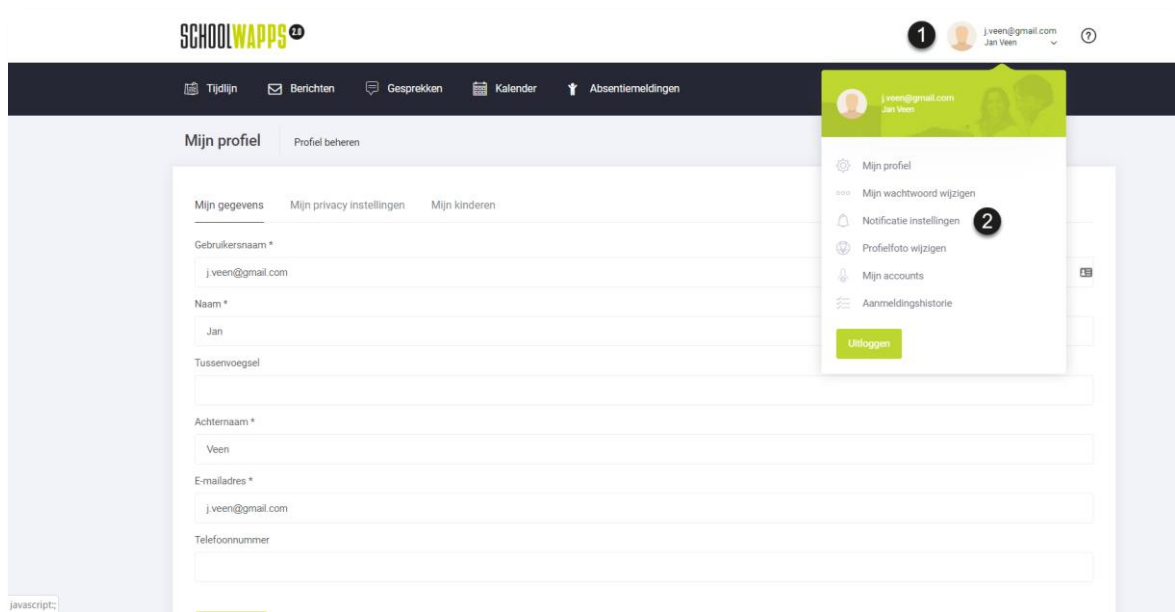 SCHOOLWAPPS 2.0
1
j.veen@gmail.com
Jan Veen
?
Tijdlijn
Berichten
Gesprekken
Kalender
Absentiemeldingen
j.veen@gmail.com
Jan Veen
Mijn profiel
Profiel beheren
Mijn profiel
Mijn wachtwoord wijzigen
Notificatie instellingen
2
Profielfoto wijzigen
Mijn accounts
Aanmeldingshistorie
Uitloggen
Mijn gegevens
Mijn privacy instellingen
Mijn kinderen
Gebruikersnaam *
j.veen@gmail.com
Naam *
Jan
Tussenvoegsel
Achternaam *
Veen
E-mailadres *
j.veen@gmail.com
Telefoonnummer
javascript:;